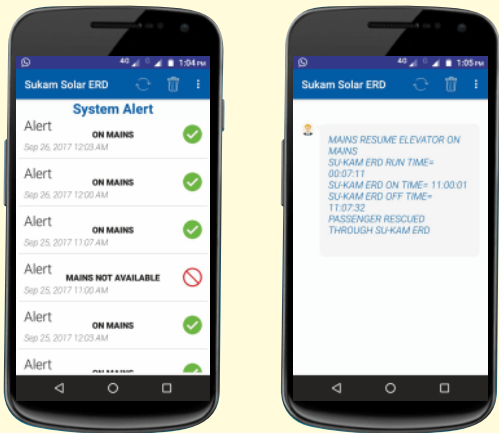 4G 1:04 PM
Sukam Solar ERD
System Alert
Alert
ON MAINS
Sep 26, 2017 12:03 AM
Alert
ON MAINS
Sep 26, 2017 12:00 AM
Alert
ON MAINS
Sep 25, 2017 11:07 AM
Alert
MAINS NOT AVAILABLE
Sep 25, 2017 11:00 AM
Alert
ON MAINS
Sep 25, 2017 12:03 AM
Alert
ON MAINS
4G 1:05 PM
Sukam Solar ERD
MAINS RESUME ELEVATOR ON
MAINS
SU-KAM ERD RUN TIME=
00:07:11
SU-KAM ERD ON TIME= 11:00:01
SU-KAM ERD OFF TIME=
11:07:32
PASSENGER RESCUED
THROUGH SU-KAM ERD